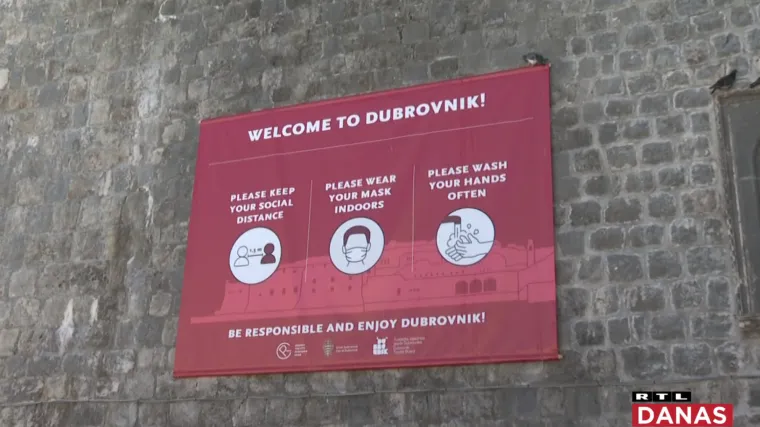 WELCOME TO DUBROVNIK!
PLEASE KEEP
YOUR SOCIAL
DISTANCE
PLEASE WEAR
YOUR MASK
INDOORS
PLEASE WASH
YOUR HANDS
OFTEN
BE RESPONSIBLE AND ENJOY DUBROVNIK!
RTL
DANAS